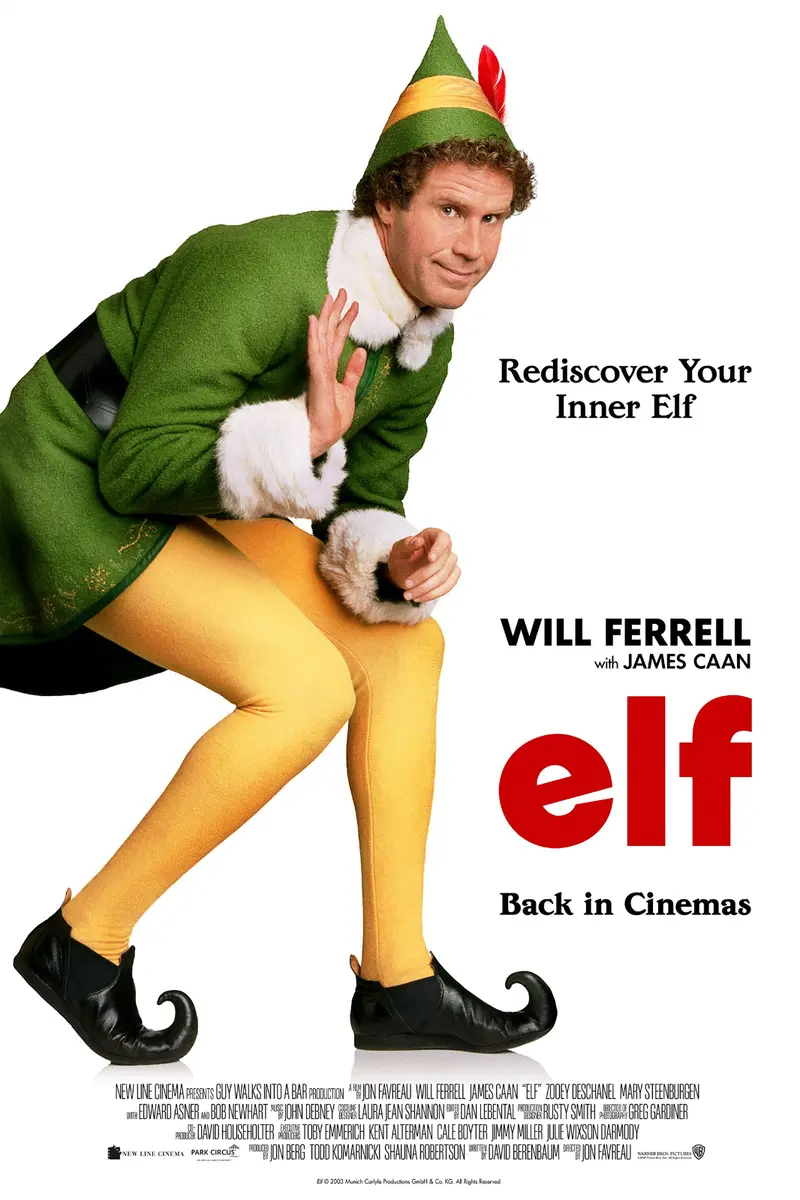 Rediscover Your
Inner Elf
WILL FERRELL
with JAMES CAAN
elf
Back in Cinemas
NEW LINE CINEMA PRESENTS GUY WALKS INTO A BAR PRODUCTION A FILM BY JON FAVREAU WILL FERRELL JAMES CAAN "ELF" ZOOEY DESCHANEL MARY STEENBURGEN
WITH EDWARD ASNER AND BOB NEWHART MUSIC BY JOHN DEBNEY COSTUME DESIGNER LAURA JEAN SHANNON EDITED BY DAN LEBENTAL PRODUCTION DESIGNER RUSTY SMITH DIRECTOR OF PHOTOGRAPHY GREG GARDINER
CO-PRODUCER DAVID HOUSEHOLTER EXECUTIVE PRODUCERS TOBY EMMERICH KENT ALTERMAN CALE BOYTER JIMMY MILLER JULIE WIXSON DARMODY
NEW LINE CINEMA PARK CIRCUS PRODUCED BY JON BERG TODD KOMARNICKI SHAUNA ROBERTSON WRITTEN BY DAVID BERENBAUM DIRECTED BY JON FAVREAU WARNER BROS. PICTURES
Elf © 2003 Munich Carlyle Productions GmbH & Co. KG. All Rights Reserved.